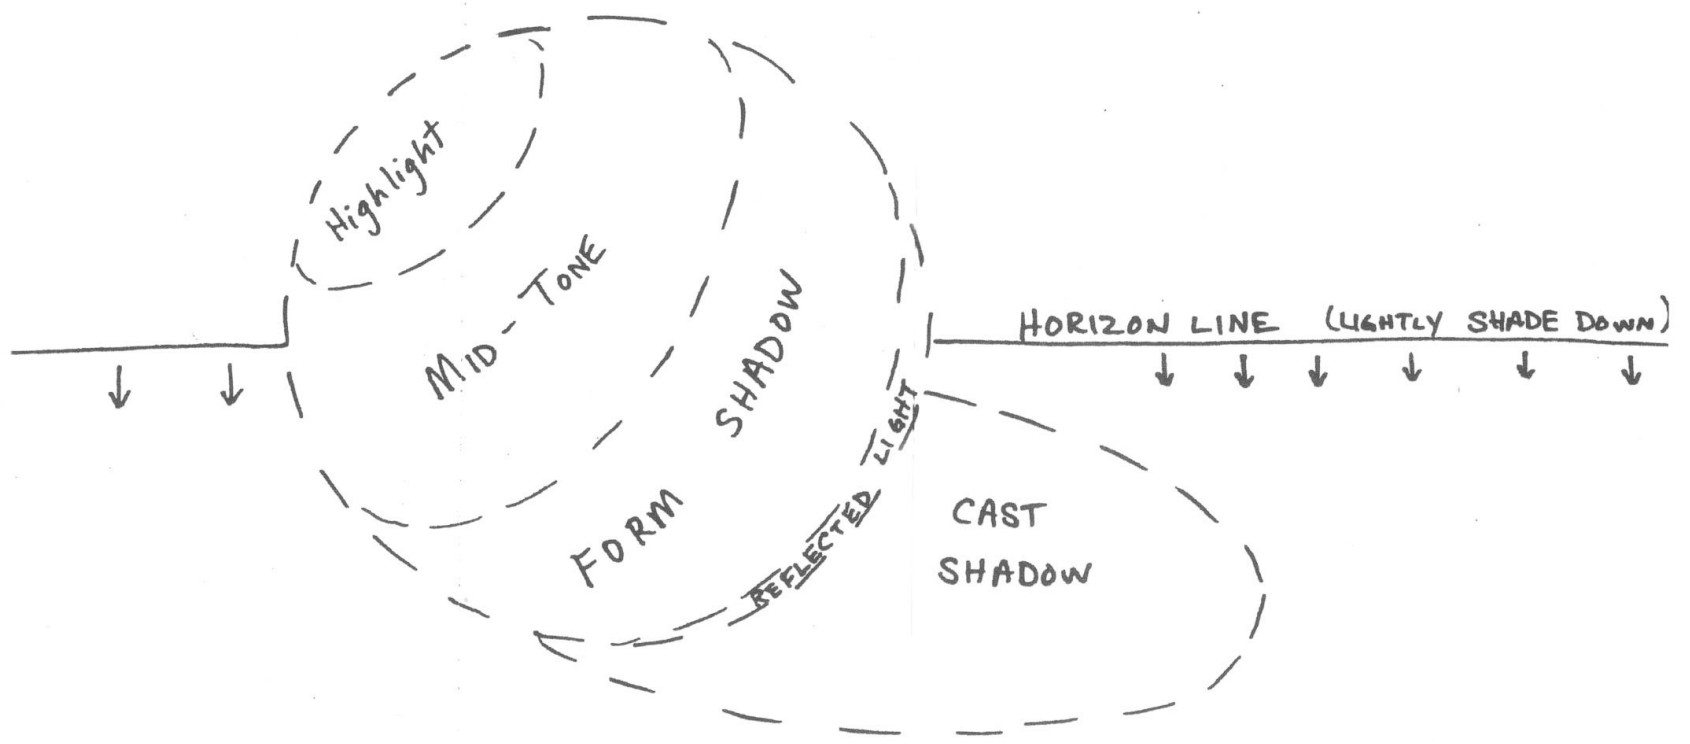 Highlight
MID-TONE
FORM SHADOW
REFLECTED LIGHT
HORIZON LINE (LIGHTLY SHADE DOWN)
CAST
SHADOW